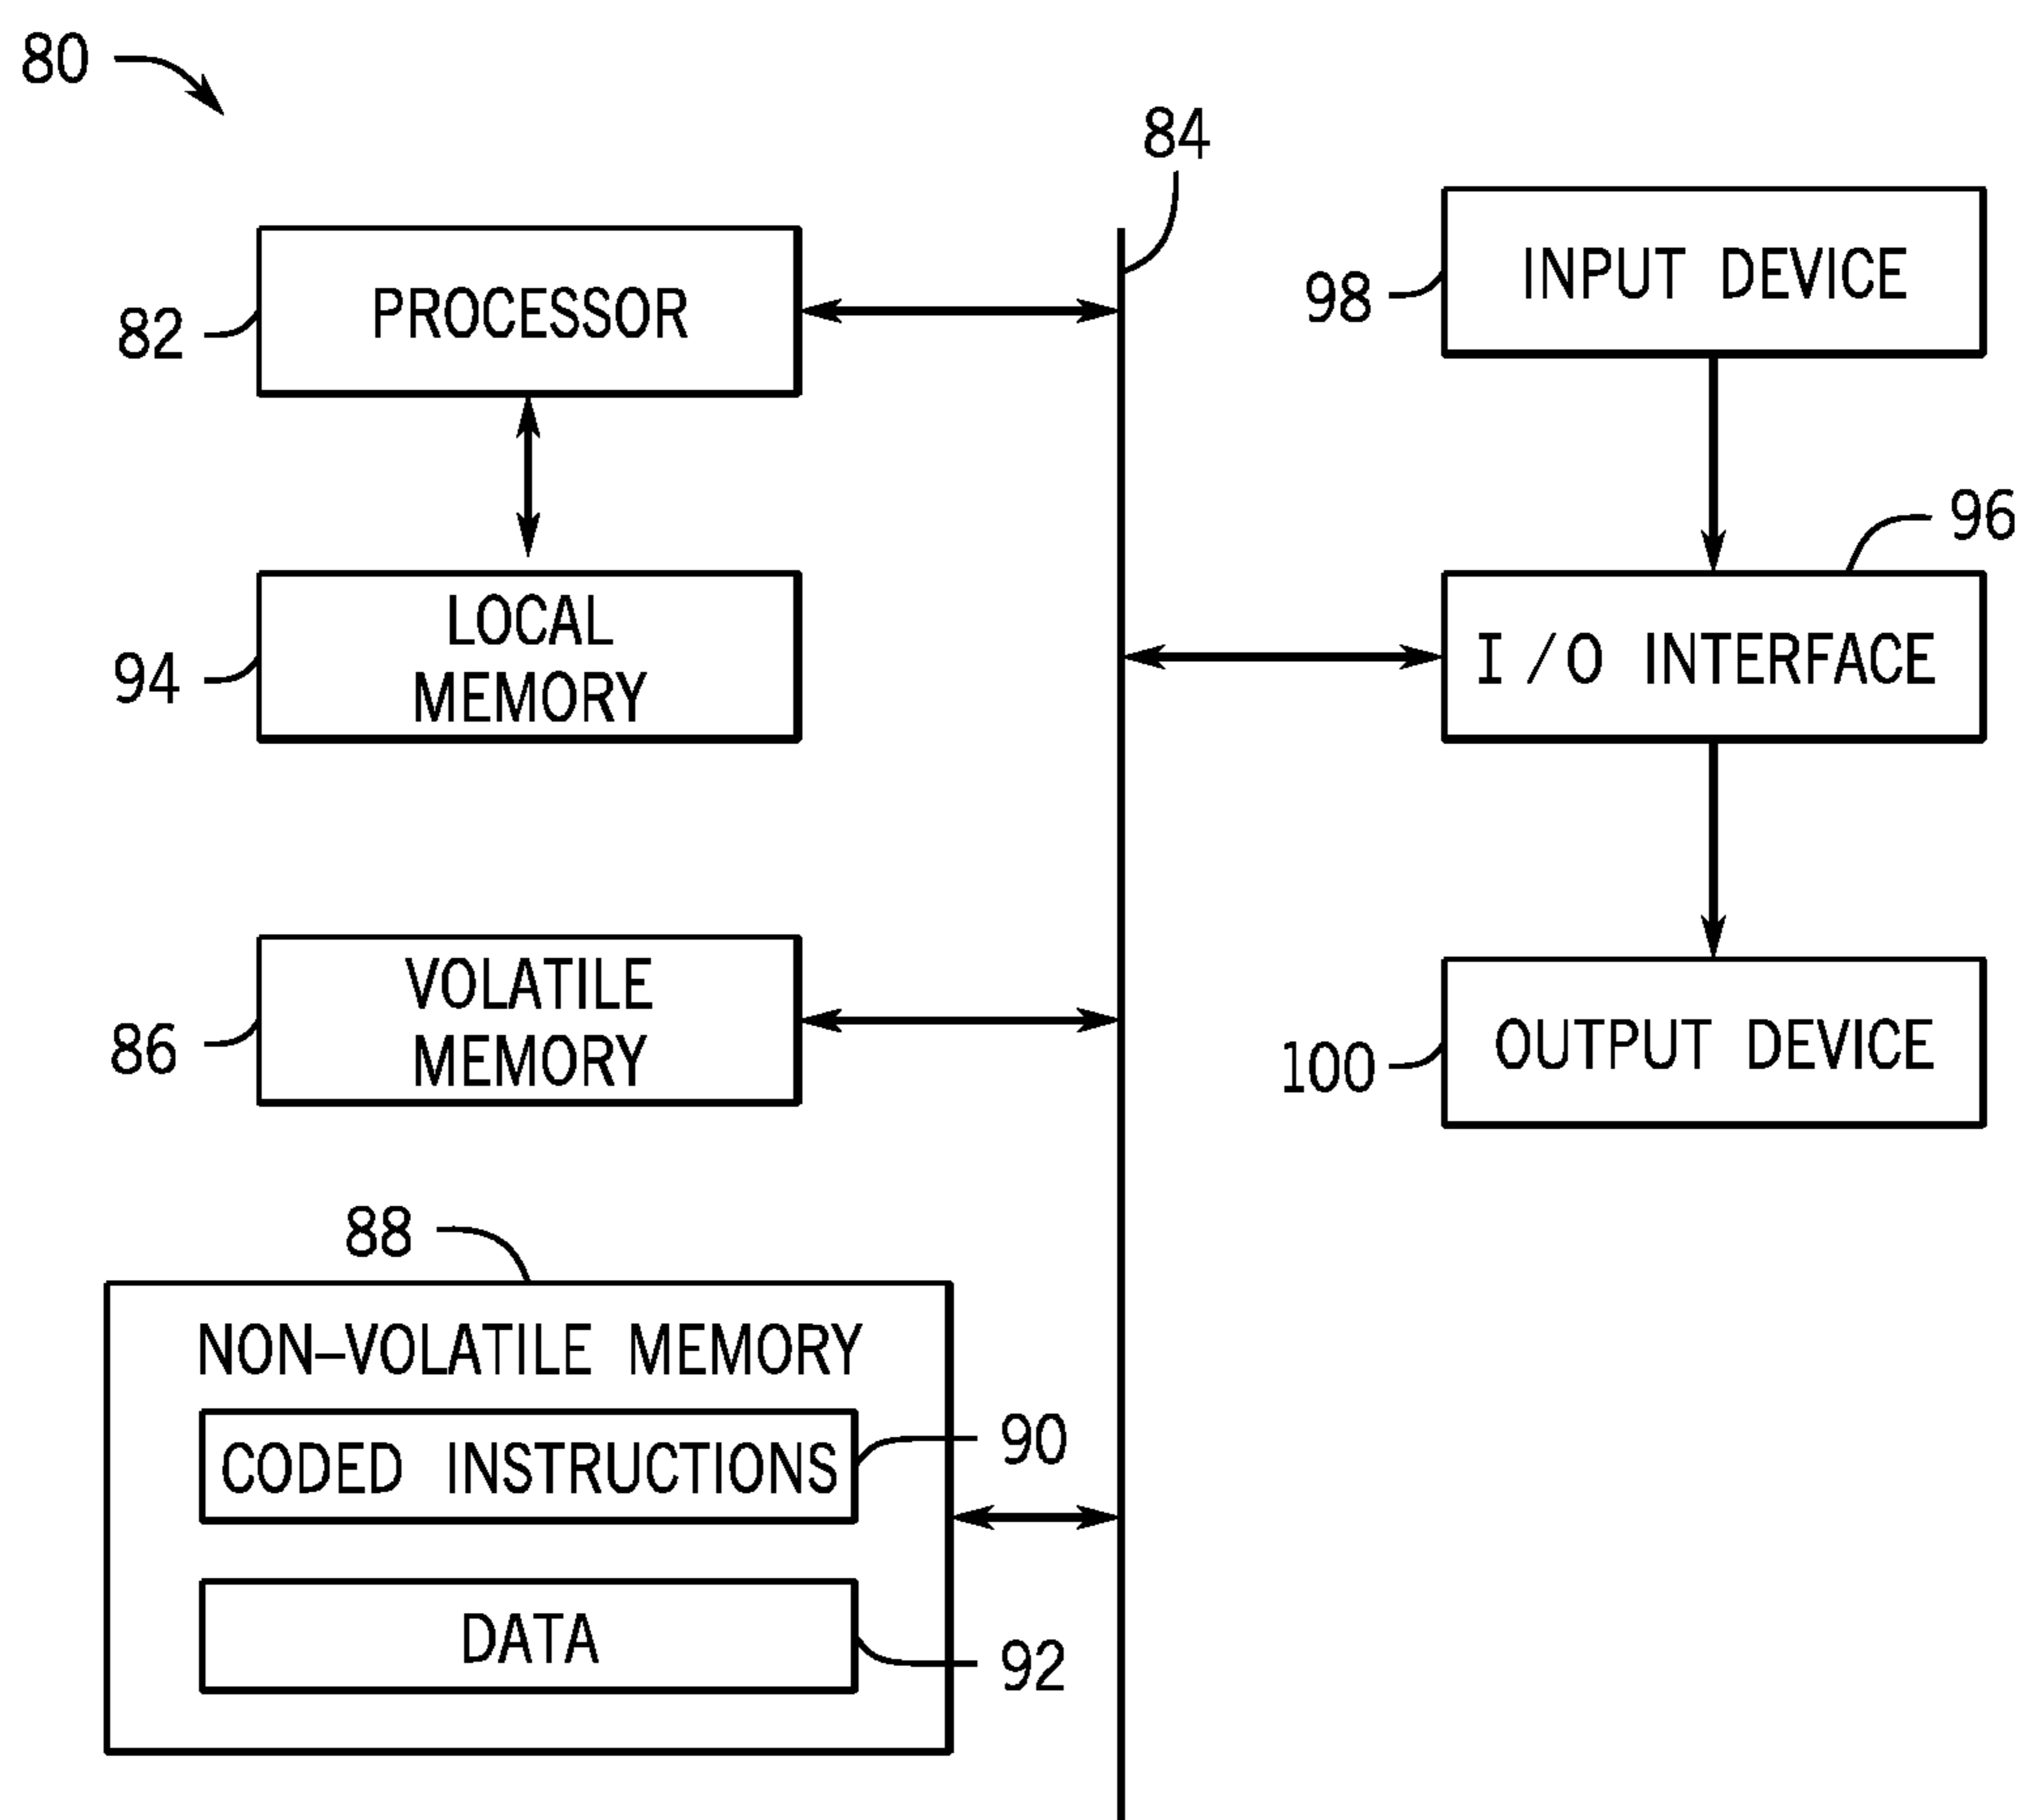 80
84
PROCESSOR
82
INPUT DEVICE
98
LOCAL
MEMORY
94
96
I/O INTERFACE
VOLATILE
MEMORY
86
OUTPUT DEVICE
100
88
NON-VOLATILE MEMORY
CODED INSTRUCTIONS
90
DATA
92